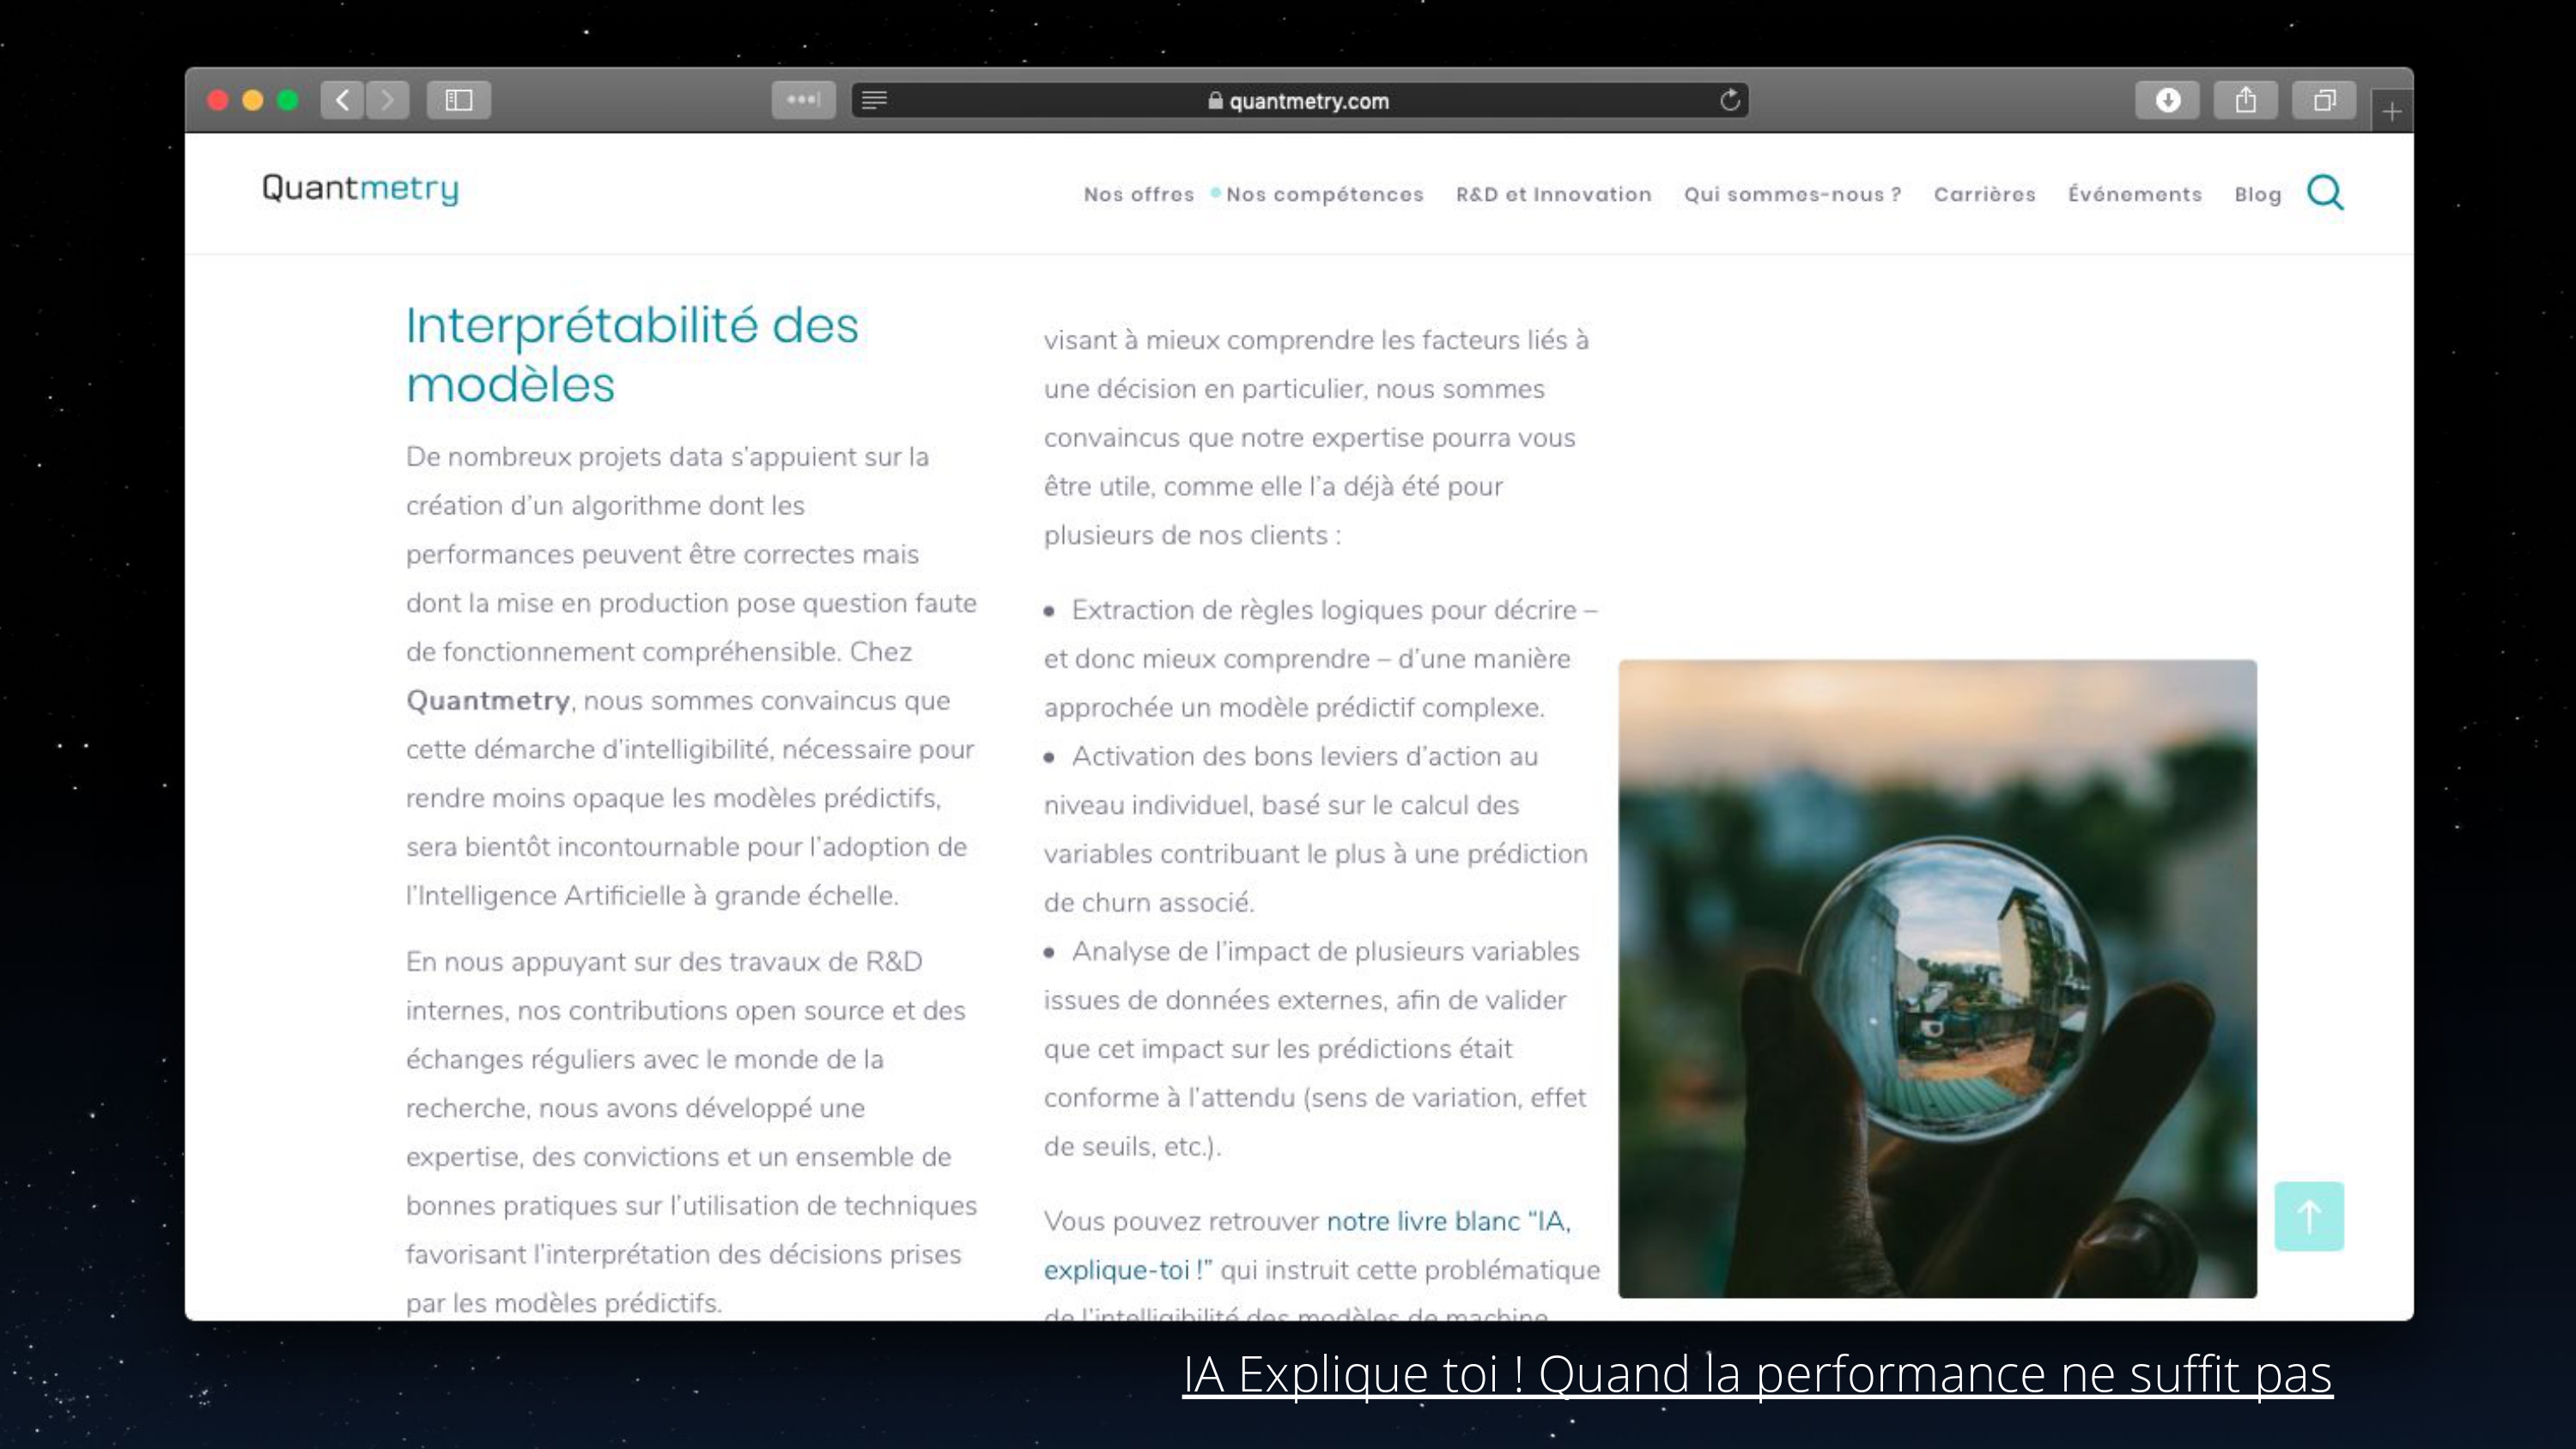 quantmetry.com
Quantmetry
Nos offres
Nos compétences
R&D et Innovation
Qui sommes-nous ?
Carrières
Événements
Blog
Interprétabilité des
modèles
De nombreux projets data s'appuient sur la
création d'un algorithme dont les
performances peuvent être correctes mais
dont la mise en production pose question faute
de fonctionnement compréhensible. Chez
Quantmetry, nous sommes convaincus que
cette démarche d'intelligibilité, nécessaire pour
rendre moins opaque les modèles prédictifs,
sera bientôt incontournable pour l'adoption de
l'Intelligence Artificielle à grande échelle.
En nous appuyant sur des travaux de R&D
internes, nos contributions open source et des
échanges réguliers avec le monde de la
recherche, nous avons développé une
expertise, des convictions et un ensemble de
bonnes pratiques sur l'utilisation de techniques
favorisant l'interprétation des décisions prises
par les modèles prédictifs.
visant à mieux comprendre les facteurs liés à
une décision en particulier, nous sommes
convaincus que notre expertise pourra vous
être utile, comme elle l'a déjà été pour
plusieurs de nos clients :
• Extraction de règles logiques pour décrire –
et donc mieux comprendre – d'une manière
approchée un modèle prédictif complexe.
• Activation des bons leviers d'action au
niveau individuel, basé sur le calcul des
variables contribuant le plus à une prédiction
de churn associé.
• Analyse de l'impact de plusieurs variables
issues de données externes, afin de valider
que cet impact sur les prédictions était
conforme à l'attendu (sens de variation, effet
de seuils, etc.).
Vous pouvez retrouver notre livre blanc “IA,
explique-toi !” qui instruit cette problématique
de l'intelligibilité des modèles de machine
IA Explique toi ! Quand la performance ne suffit pas